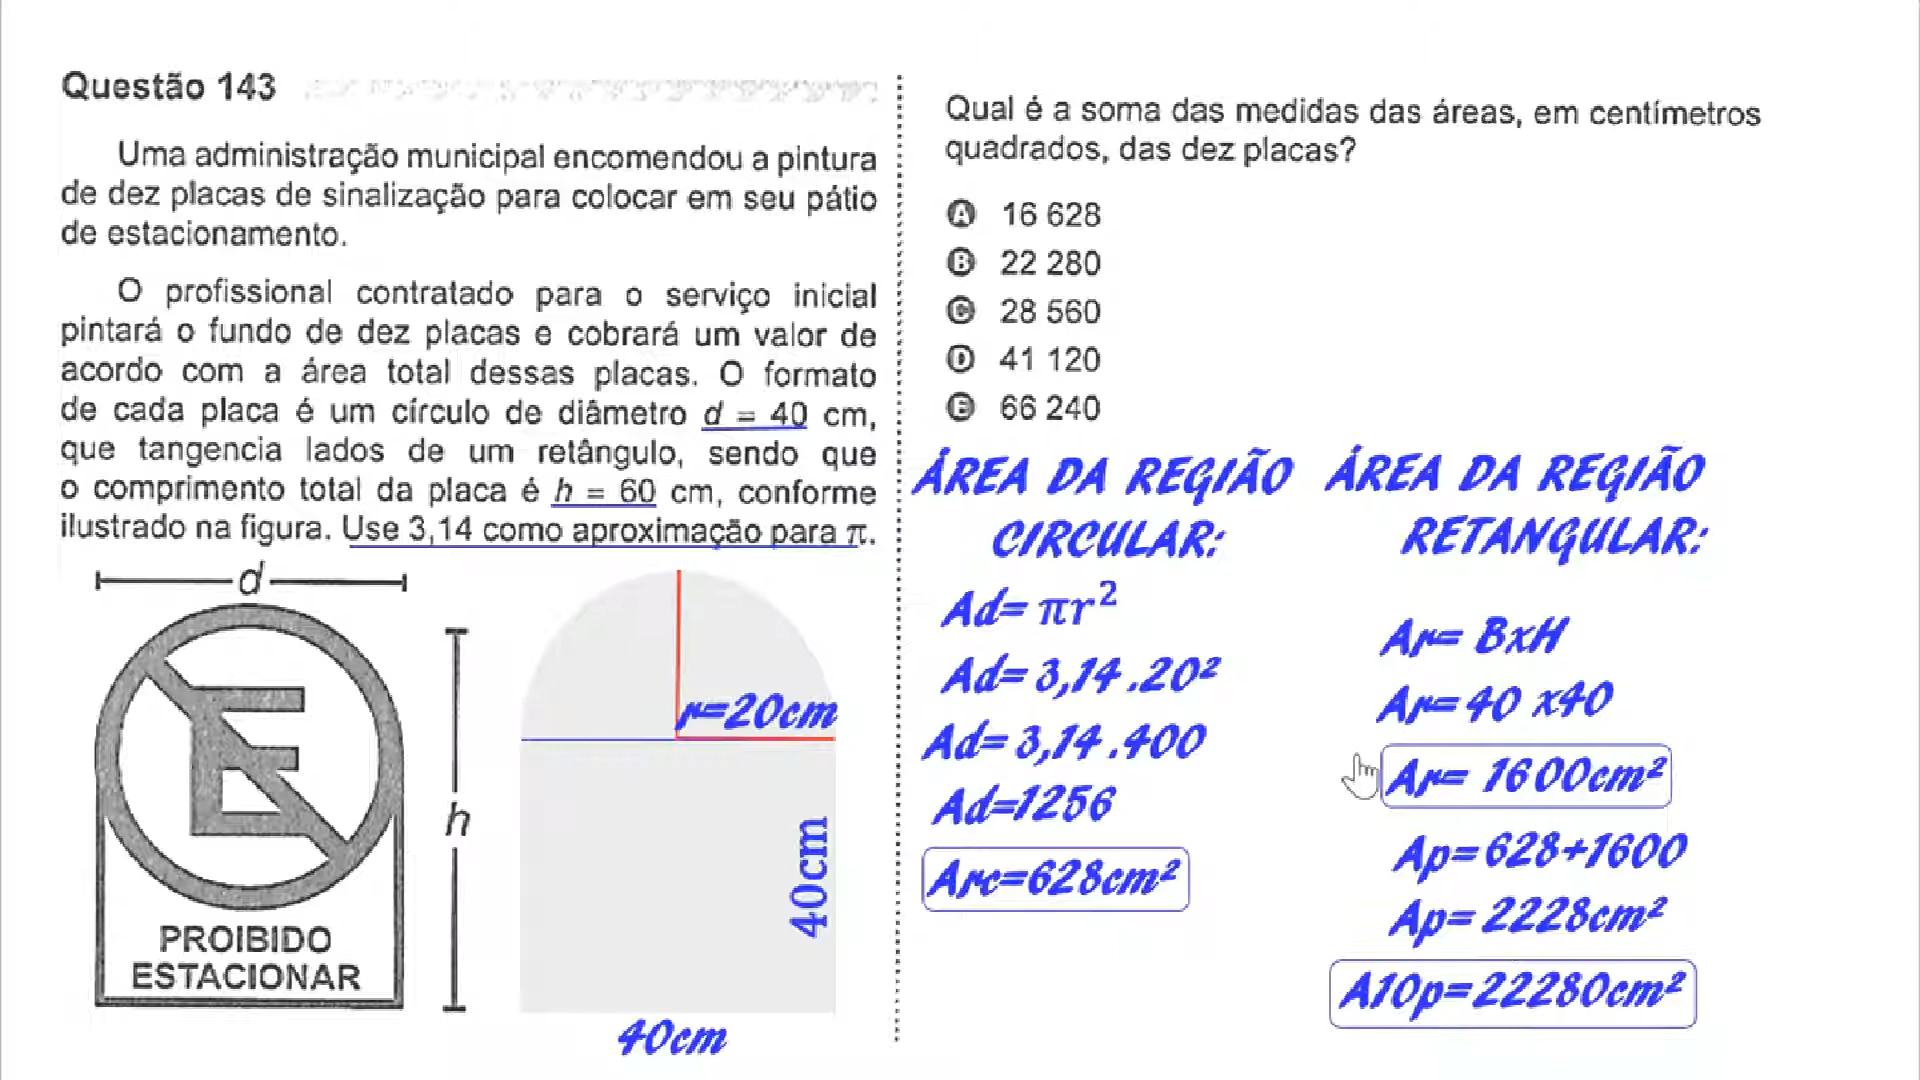 Questão 143
Uma administração municipal encomendou a pintura
de dez placas de sinalização para colocar em seu pátio
de estacionamento.
O profissional contratado para o serviço inicial
pintará o fundo de dez placas e cobrará um valor de
acordo com a área total dessas placas. O formato
de cada placa é um círculo de diâmetro d = 40 cm,
que tangencia lados de um retângulo, sendo que
o comprimento total da placa é h = 60 cm, conforme
ilustrado na figura. Use 3,14 como aproximação para π.
d
E
h
PROIBIDO
ESTACIONAR
r=20cm
40cm
40cm
Qual é a soma das medidas das áreas, em centímetros
quadrados, das dez placas?
A 16 628
B 22 280
C 28 560
D 41 120
E 66 240
ÁREA DA REGIÃO
CIRCULAR:
Ad= πr²
Ad= 3,14 .20²
Ad= 3,14 .400
Ad=1256
Arc=628cm²
ÁREA DA REGIÃO
RETANGULAR:
Ar= BxH
Ar= 40 x40
Ar= 1600cm²
Ap= 628+1600
Ap= 2228cm²
A10p=22280cm²